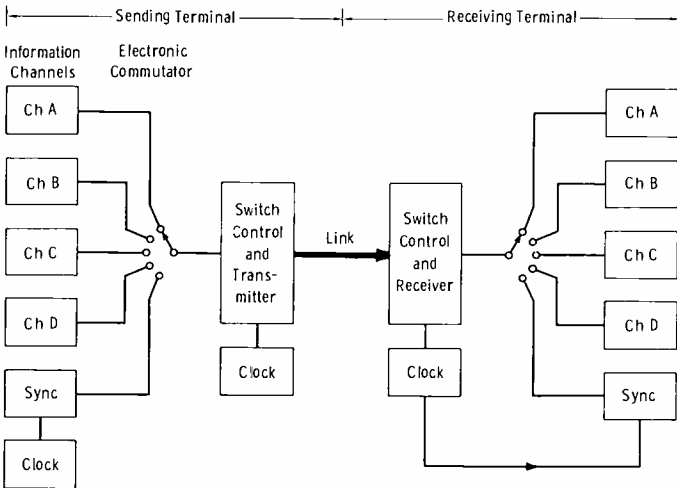 Sending Terminal
Receiving Terminal
Information
Channels
Electronic
Commutator
Ch A
Ch B
Ch C
Ch D
Sync
Clock
Switch
Control
and
Trans-
mitter
Clock
Link
Switch
Control
and
Receiver
Clock
Ch A
Ch B
Ch C
Ch D
Sync